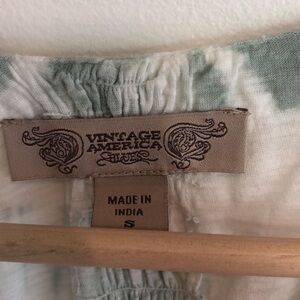 VINTAGE
AMERICA
BLUES
MADE IN
INDIA
S